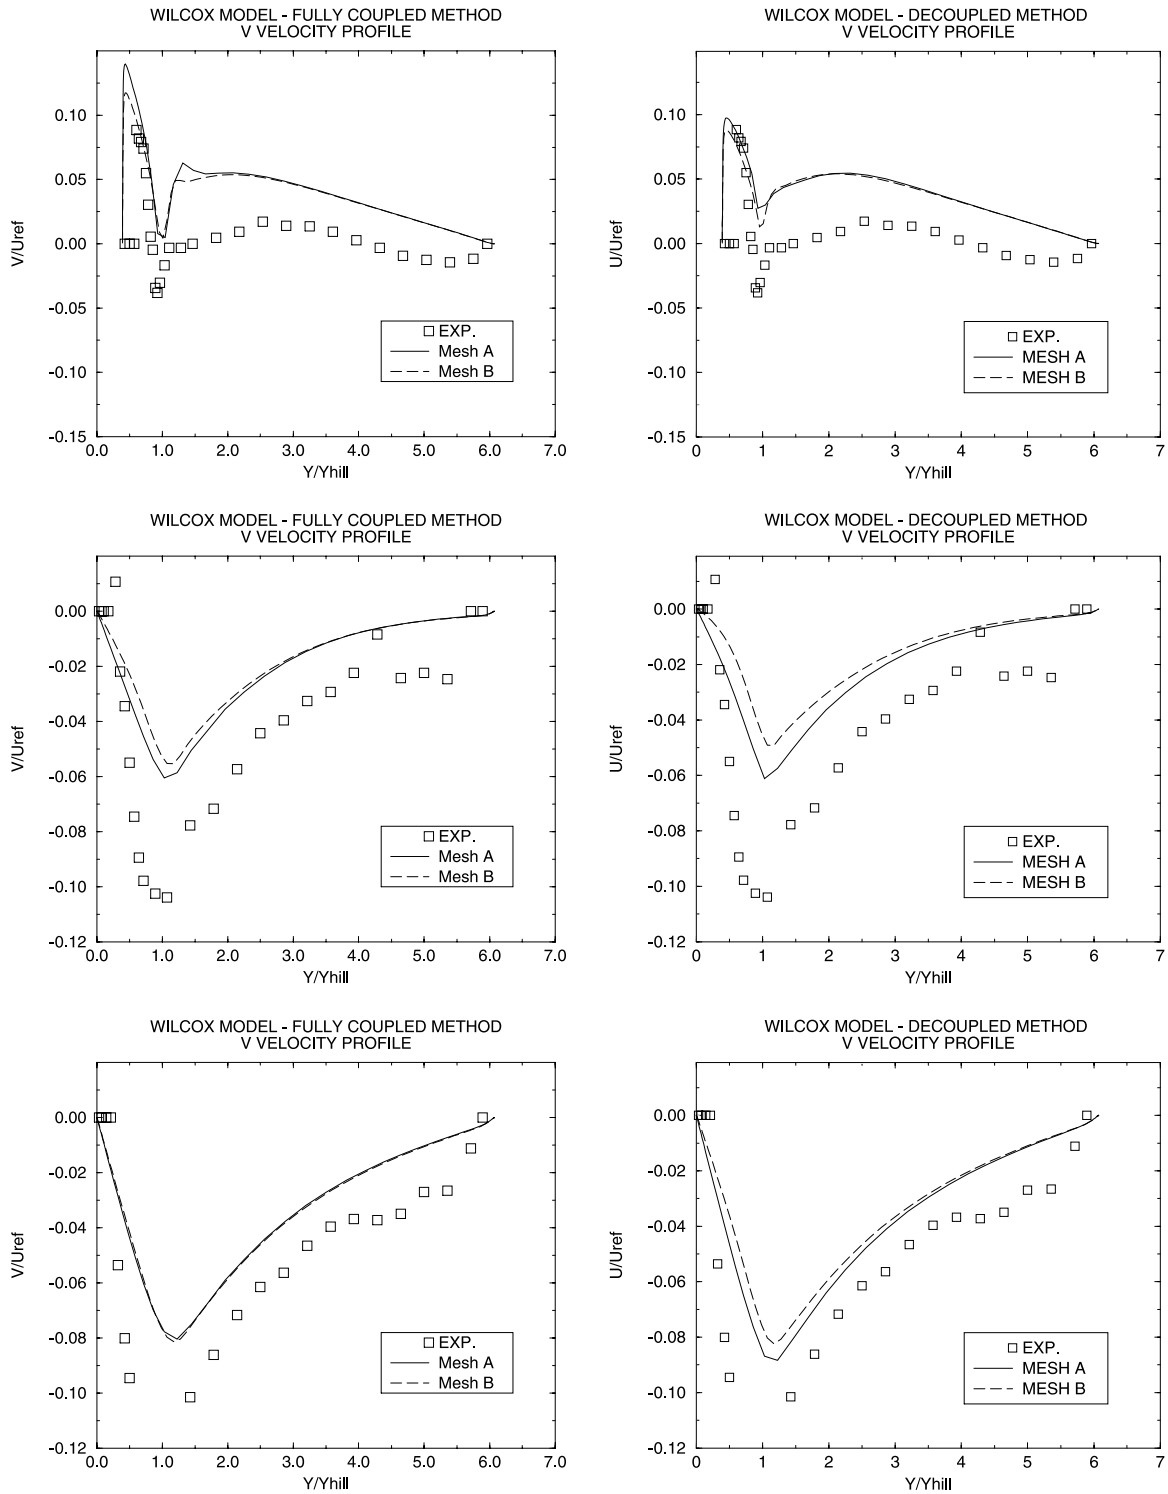 WILCOX MODEL - FULLY COUPLED METHOD
V VELOCITY PROFILE
0.10
0.05
0.00
-0.05
-0.10
-0.15
V/Uref
EXP.
Mesh A
Mesh B
0.0 1.0 2.0 3.0 4.0 5.0 6.0 7.0
Y/Yhill
WILCOX MODEL - DECOUPLED METHOD
V VELOCITY PROFILE
0.10
0.05
0.00
-0.05
-0.10
-0.15
U/Uref
EXP.
MESH A
MESH B
0 1 2 3 4 5 6 7
Y/Yhill
WILCOX MODEL - FULLY COUPLED METHOD
V VELOCITY PROFILE
0.00
-0.02
-0.04
-0.06
-0.08
-0.10
-0.12
V/Uref
EXP.
Mesh A
Mesh B
0.0 1.0 2.0 3.0 4.0 5.0 6.0 7.0
Y/Yhill
WILCOX MODEL - DECOUPLED METHOD
V VELOCITY PROFILE
0.00
-0.02
-0.04
-0.06
-0.08
-0.10
-0.12
U/Uref
EXP.
MESH A
MESH B
0 1 2 3 4 5 6 7
Y/Yhill
WILCOX MODEL - FULLY COUPLED METHOD
V VELOCITY PROFILE
0.00
-0.02
-0.04
-0.06
-0.08
-0.10
-0.12
V/Uref
EXP.
Mesh A
Mesh B
0.0 1.0 2.0 3.0 4.0 5.0 6.0 7.0
Y/Yhill
WILCOX MODEL - DECOUPLED METHOD
V VELOCITY PROFILE
0.00
-0.02
-0.04
-0.06
-0.08
-0.10
-0.12
U/Uref
EXP.
MESH A
MESH B
0 1 2 3 4 5 6 7
Y/Yhill